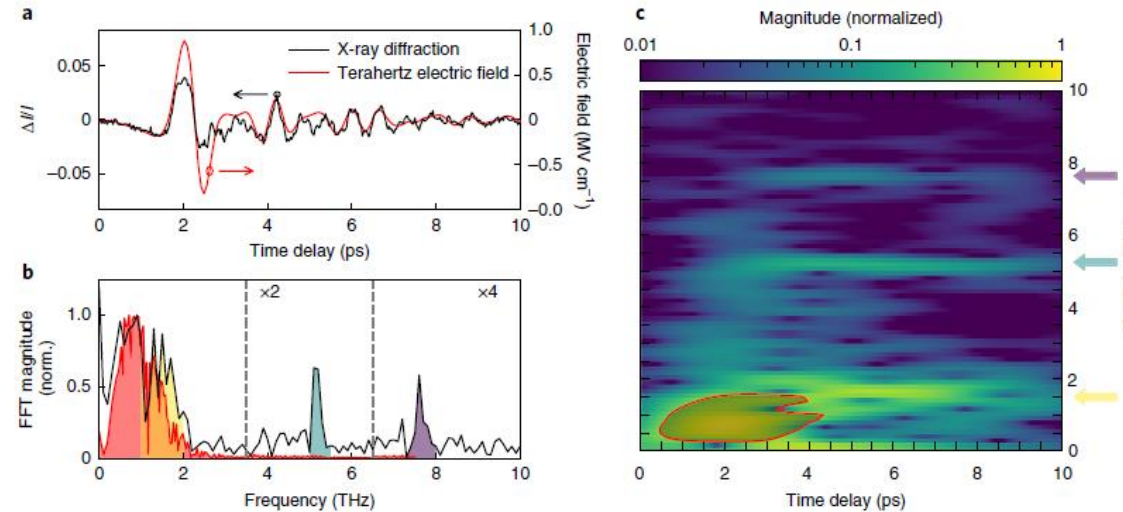 a
0.05
0
–0.05
ΔI/I
1.0
0.5
0
–0.5
–0.0
Electric field (MV cm⁻¹)
X-ray diffraction
Terahertz electric field
0 2 4 6 8 10
Time delay (ps)
b
×2 ×4
1.0
0.5
0
FFT magnitude
(norm.)
0 2 4 6 8 10
Frequency (THz)
c
Magnitude (normalized)
0.01 0.1 1
10
8
6
4
2
0
0 2 4 6 8 10
Time delay (ps)